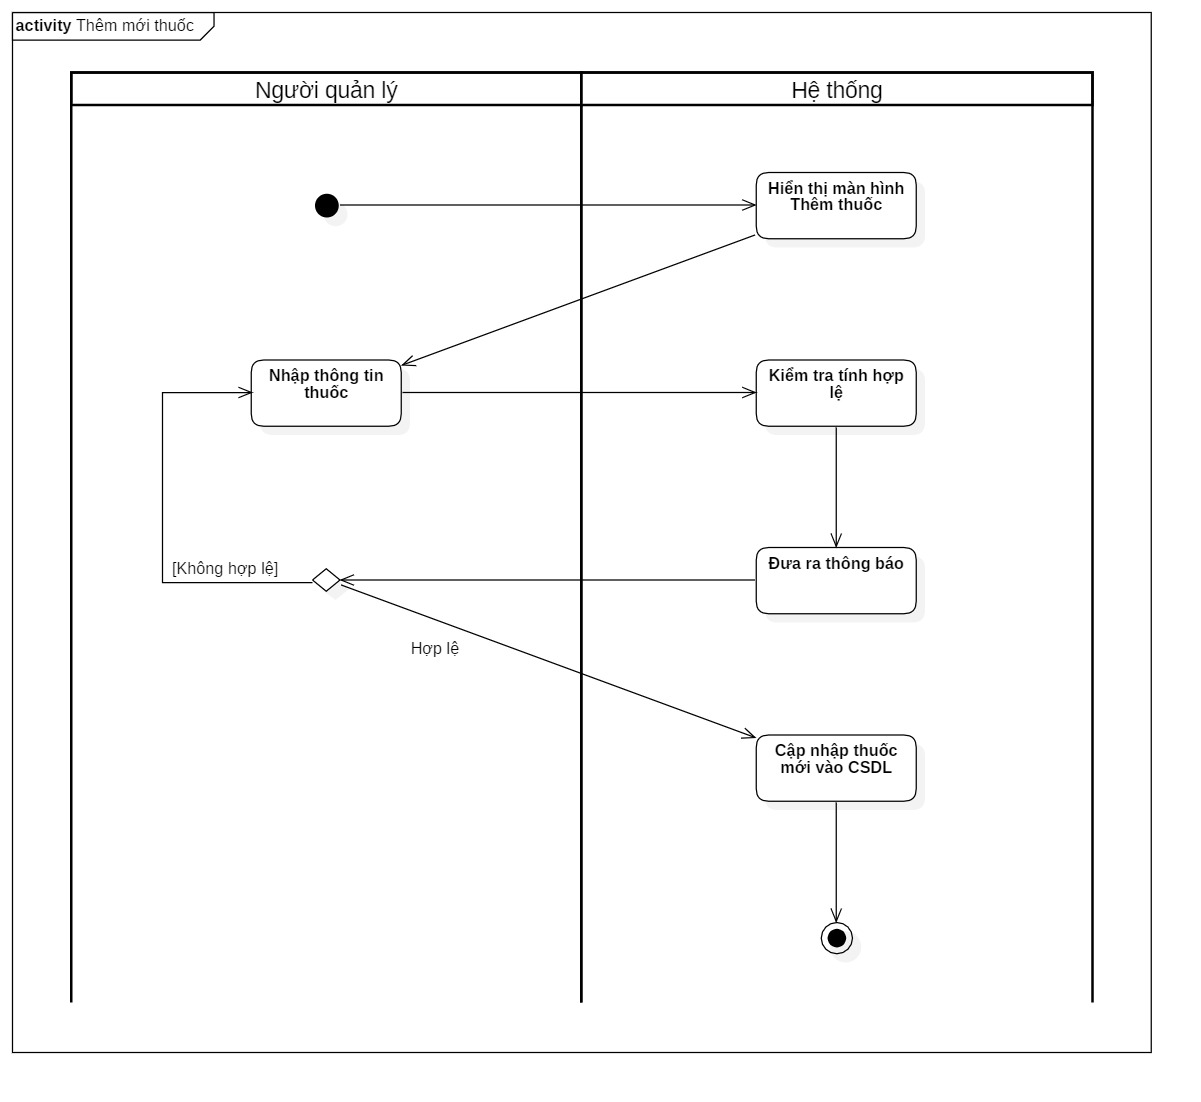 activity Thêm mới thuốc
Người quản lý
Hệ thống
Hiển thị màn hình
Thêm thuốc
Nhập thông tin
thuốc
Kiểm tra tính hợp
lệ
[Không hợp lệ]
Đưa ra thông báo
Hợp lệ
Cập nhập thuốc
mới vào CSDL